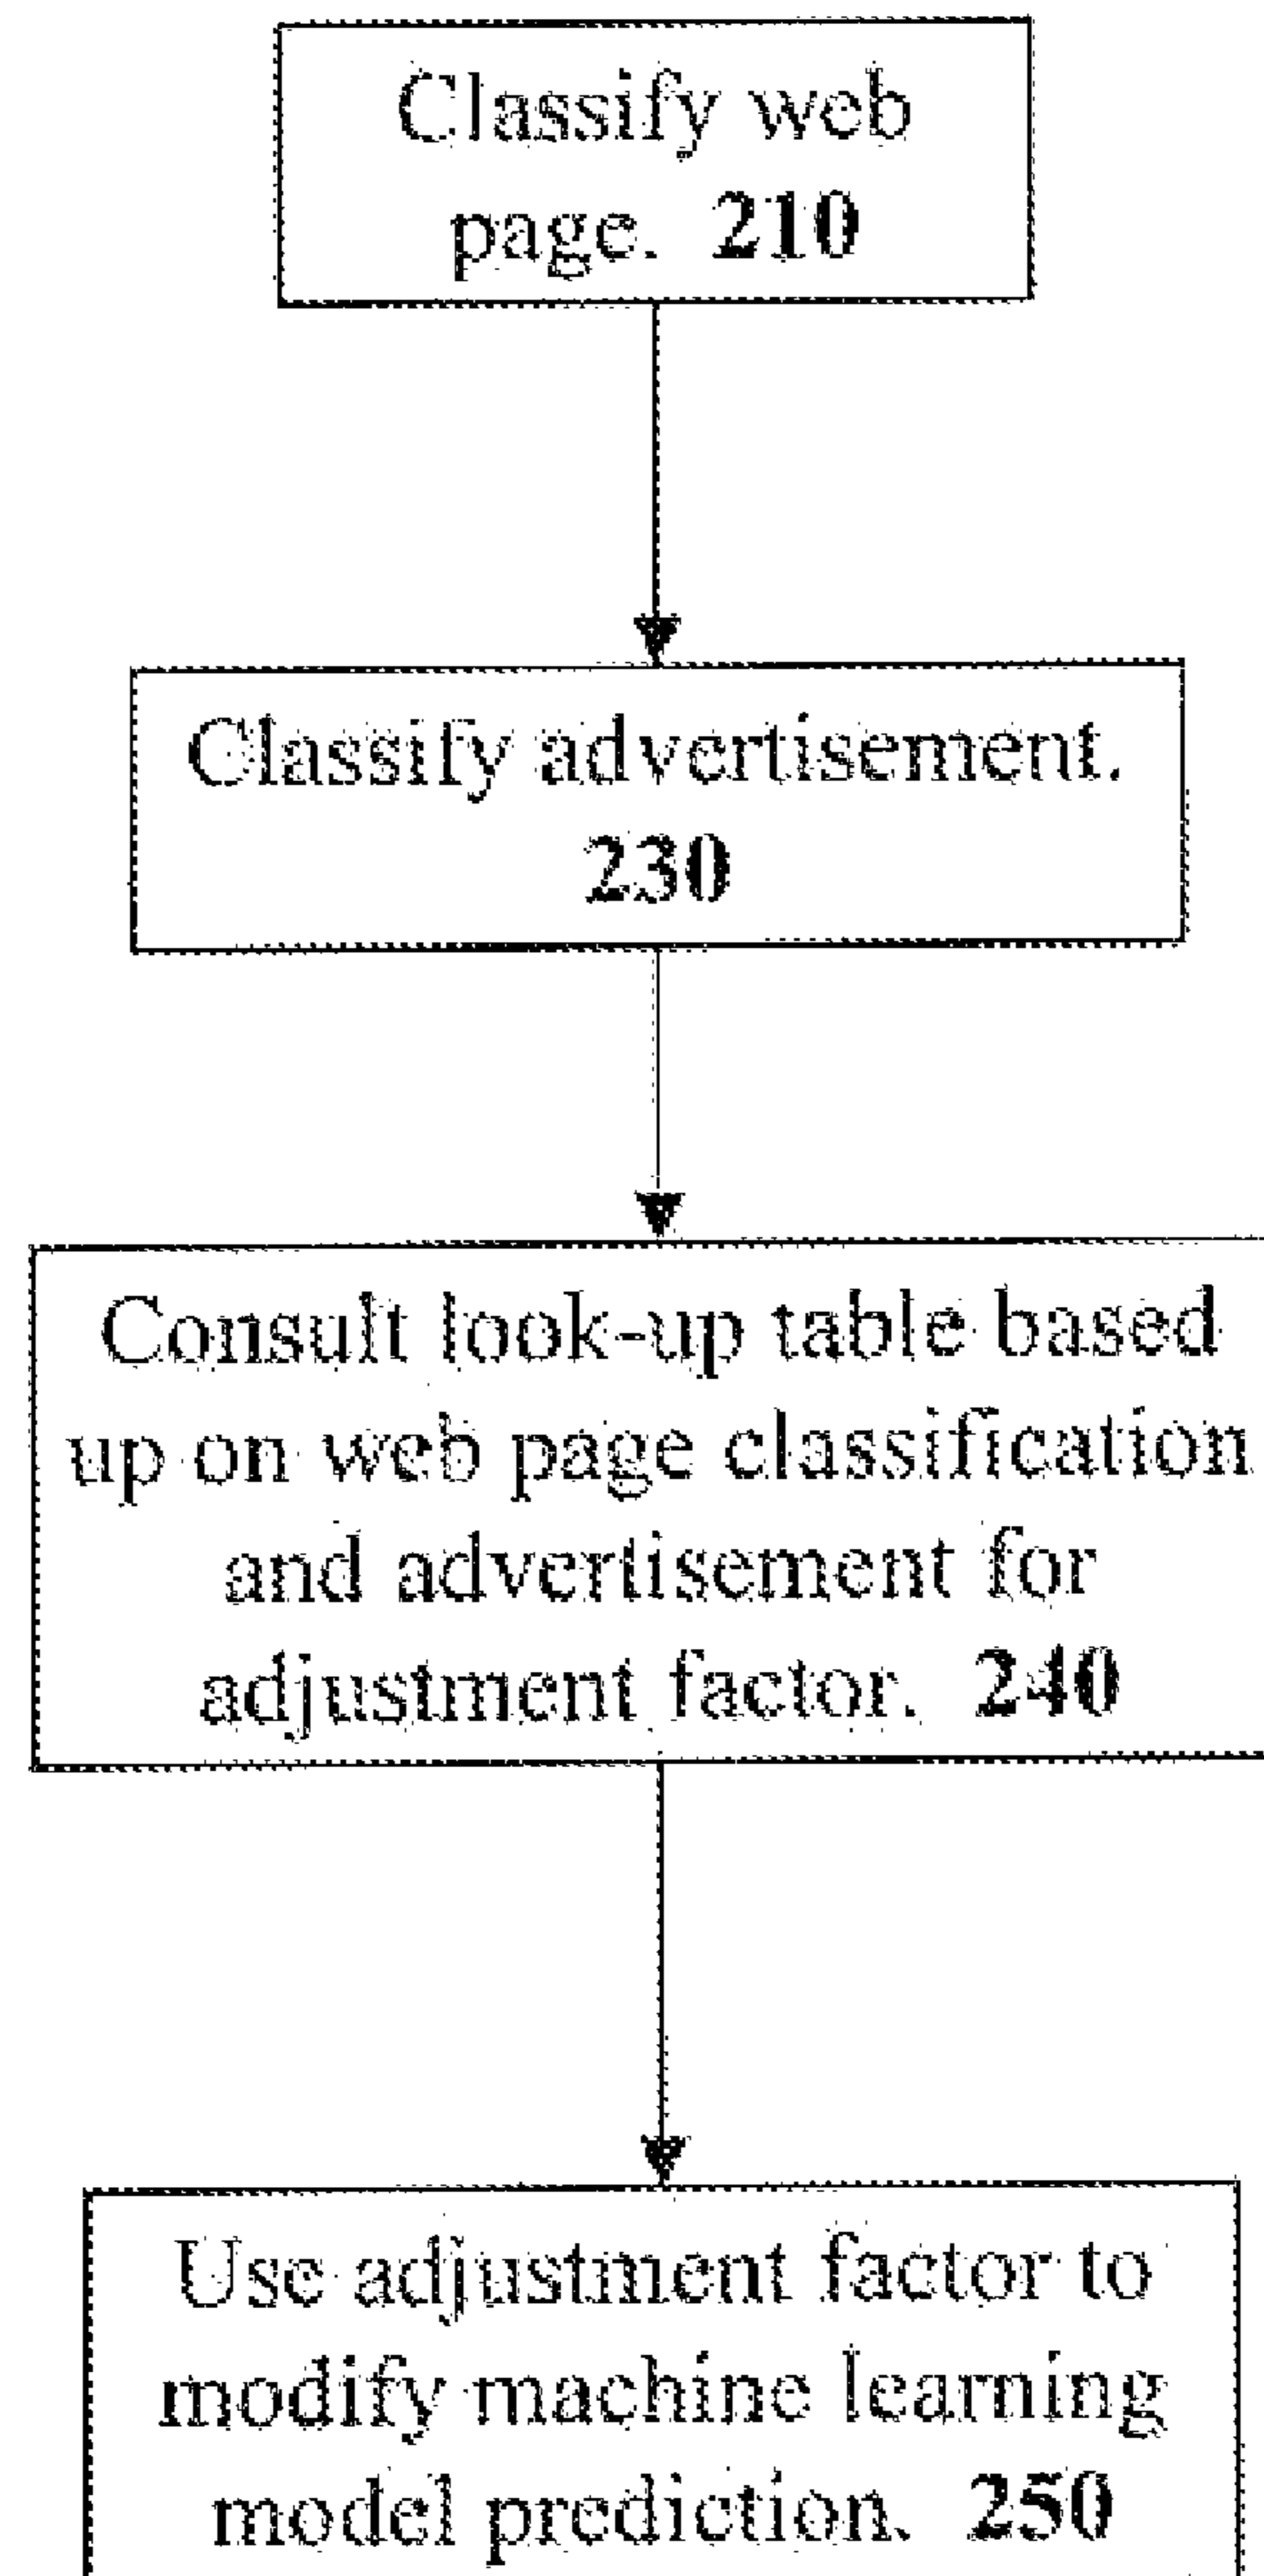 Classify web
page. 210
Classify advertisement.
230
Consult look-up table based
up on web page classification
and advertisement for
adjustment factor. 240
Use adjustment factor to
modify machine learning
model prediction. 250